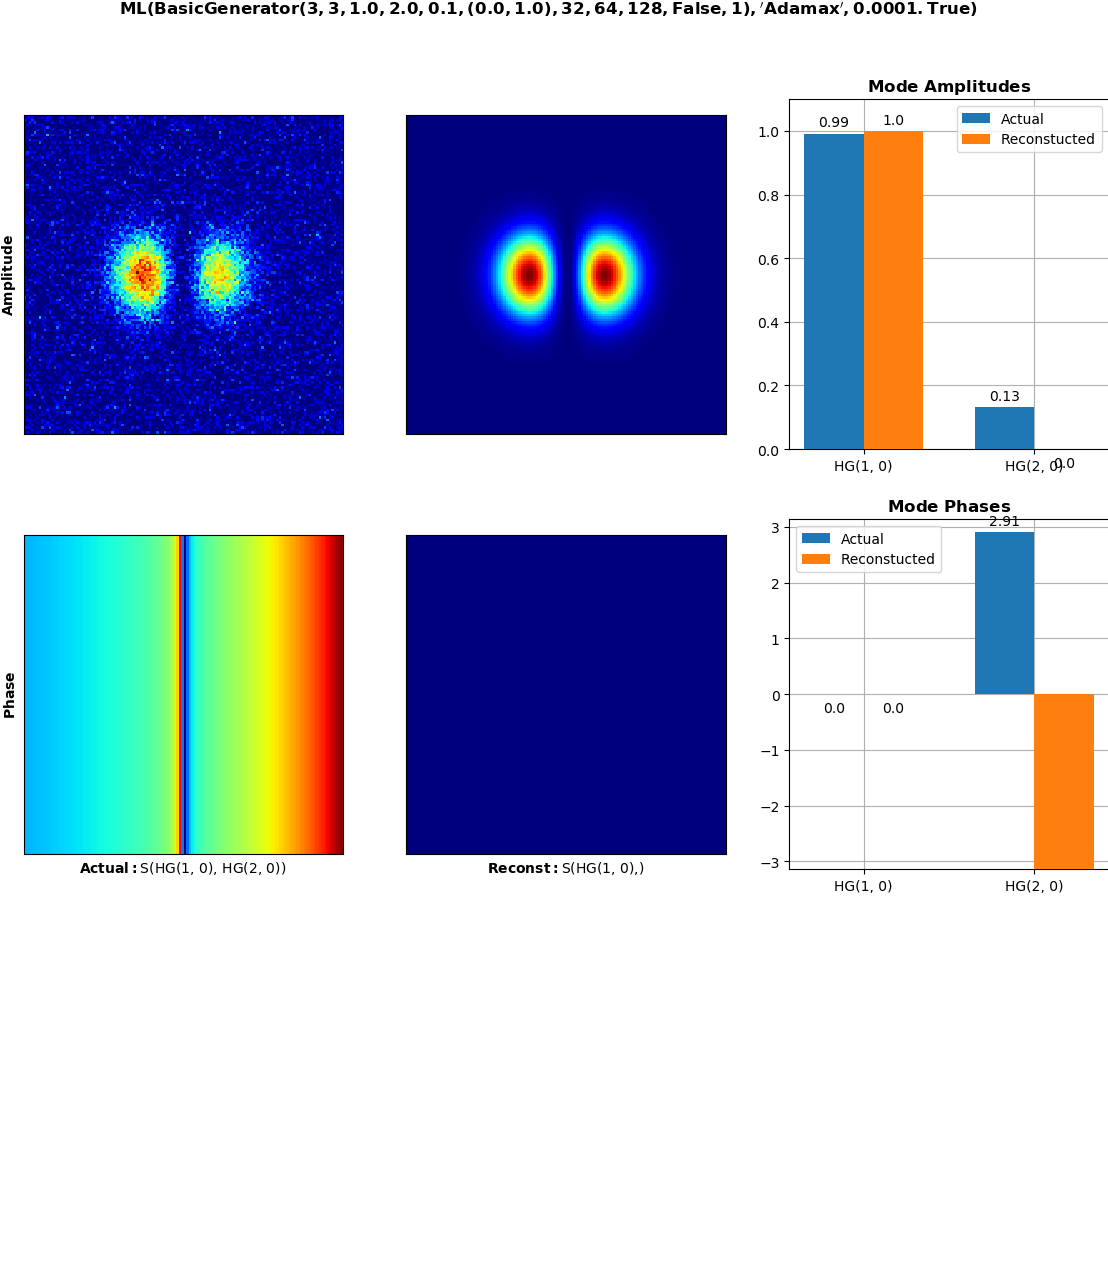 ML(BasicGenerator(3, 3, 1.0, 2.0, 0.1, (0.0, 1.0), 32, 64, 128, False, 1), 'Adamax', 0.0001. True)
Amplitude
Mode Amplitudes
0.99
1.0
Actual
Reconstucted
1.0
0.8
0.6
0.4
0.2
0.0
0.13
0.0
HG(1, 0)
HG(2, 0)
Phase
Actual: S(HG(1, 0), HG(2, 0))
Reconst: S(HG(1, 0),)
Mode Phases
2.91
Actual
Reconstucted
3
2
1
0
−1
−2
−3
0.0
0.0
HG(1, 0)
HG(2, 0)